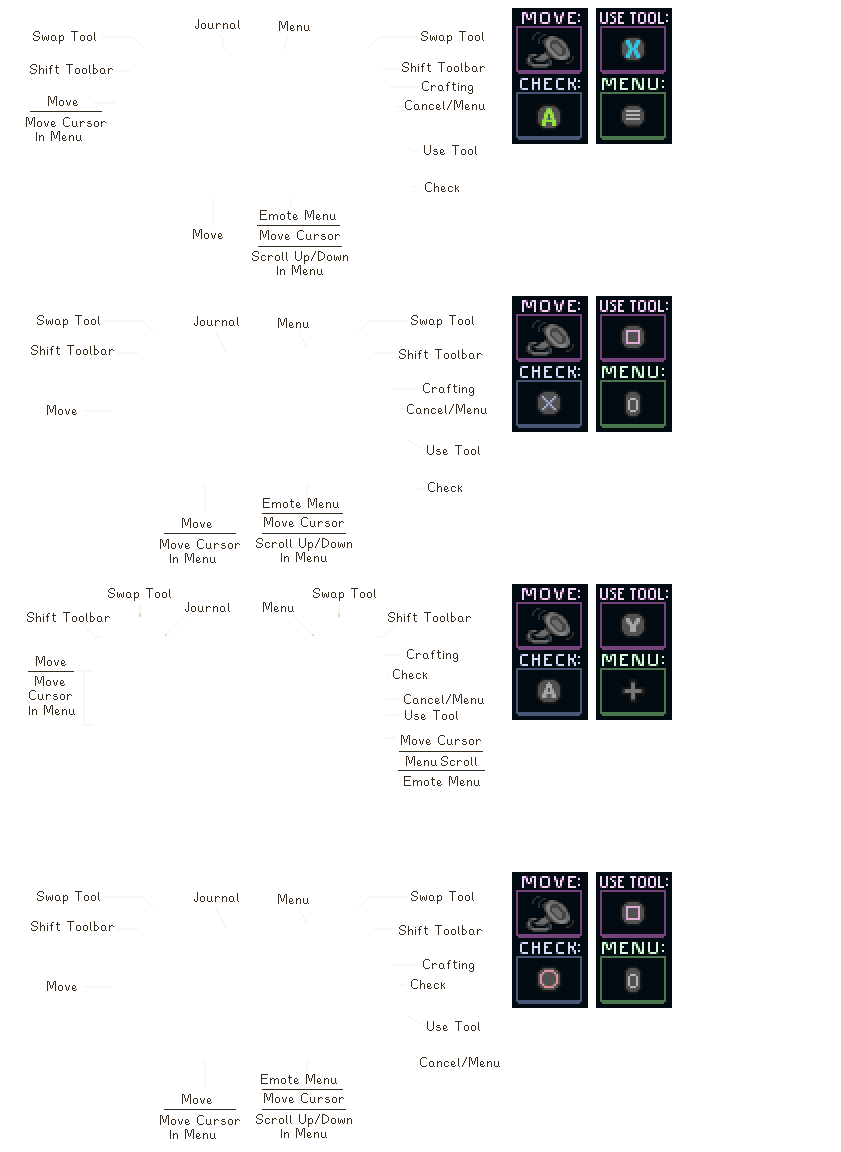 Journal
Menu
Swap Tool
Swap Tool
Shift Toolbar
Shift Toolbar
Crafting
Move
Cancel/Menu
Move Cursor
In Menu
Use Tool
Check
Move
Emote Menu
Move Cursor
Scroll Up/Down
In Menu
MOVE:
USE TOOL:
X
CHECK:
MENU:
A
Swap Tool
Journal
Menu
Swap Tool
Shift Toolbar
Shift Toolbar
Crafting
Move
Cancel/Menu
Use Tool
Check
Move
Move Cursor
In Menu
Emote Menu
Move Cursor
Scroll Up/Down
In Menu
MOVE:
USE TOOL:
CHECK:
MENU:
Swap Tool
Swap Tool
Shift Toolbar
Journal
Menu
Shift Toolbar
Move
Move
Cursor
In Menu
Crafting
Check
Cancel/Menu
Use Tool
Move Cursor
Menu Scroll
Emote Menu
MOVE:
USE TOOL:
Y
CHECK:
MENU:
A
Swap Tool
Journal
Menu
Swap Tool
Shift Toolbar
Shift Toolbar
Crafting
Move
Check
Use Tool
Cancel/Menu
Move
Move Cursor
In Menu
Emote Menu
Move Cursor
Scroll Up/Down
In Menu
MOVE:
USE TOOL:
CHECK:
MENU: